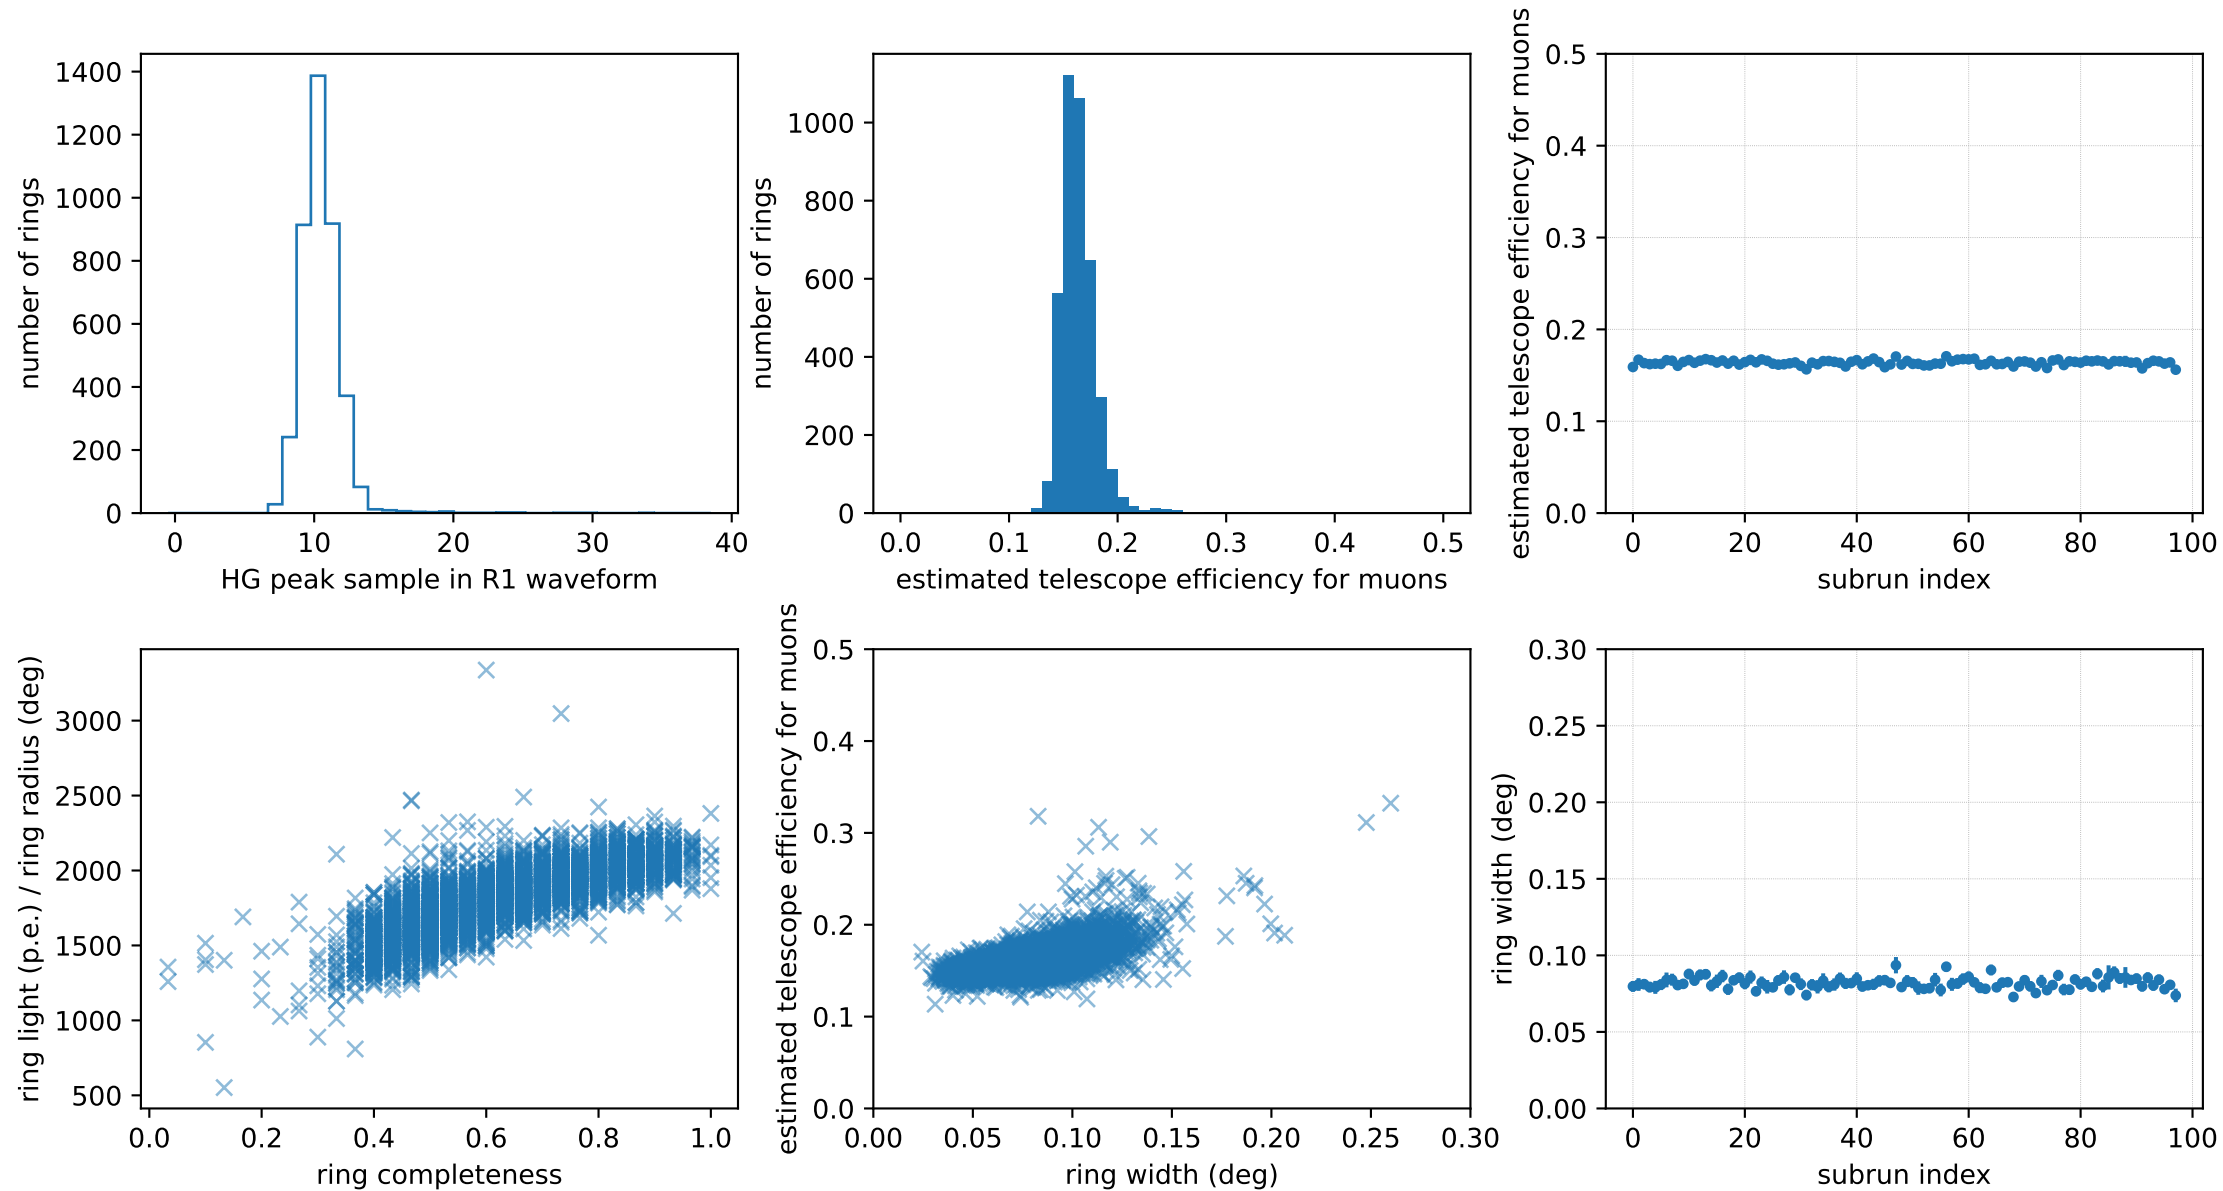 number of rings
1400
1200
1000
800
600
400
200
0
0 10 20 30 40
HG peak sample in R1 waveform
number of rings
1000
800
600
400
200
0
0.0 0.1 0.2 0.3 0.4 0.5
estimated telescope efficiency for muons
estimated telescope efficiency for muons
0.5
0.4
0.3
0.2
0.1
0.0
0 20 40 60 80 100
subrun index
ring light (p.e.) / ring radius (deg)
3000
2500
2000
1500
1000
500
0.0 0.2 0.4 0.6 0.8 1.0
ring completeness
estimated telescope efficiency for muons
0.5
0.4
0.3
0.2
0.1
0.0
0.00 0.05 0.10 0.15 0.20 0.25 0.30
ring width (deg)
ring width (deg)
0.30
0.25
0.20
0.15
0.10
0.05
0.00
0 20 40 60 80 100
subrun index